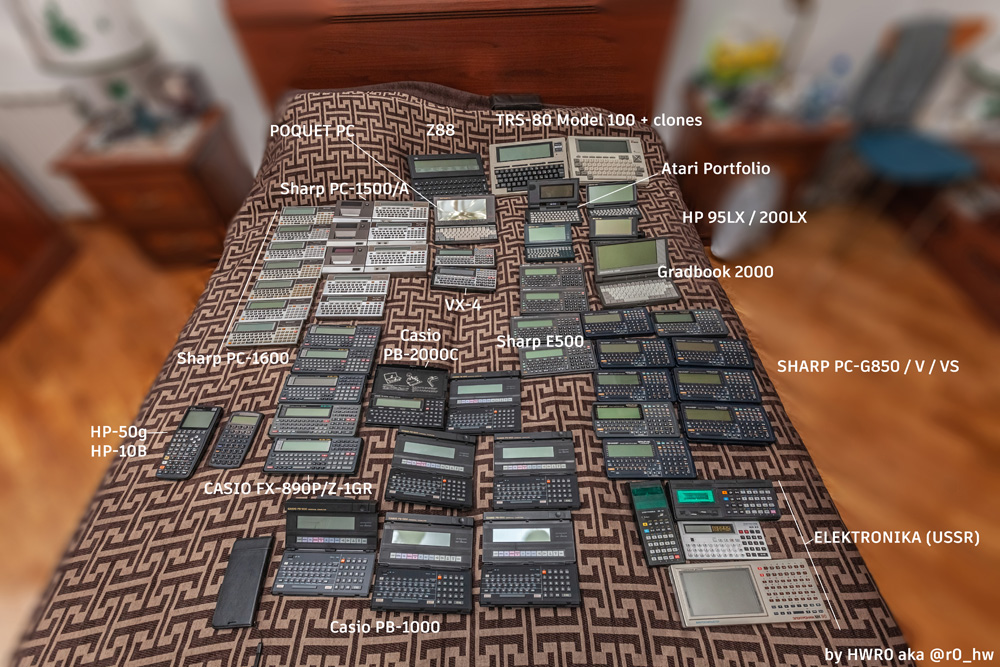 TRS-80 Model 100 + clones
POQUET PC
Z88
Atari Portfolio
Sharp PC-1500/A
HP 95LX / 200LX
Gradbook 2000
VX-4
Casio
PB-2000C
Sharp E500
Sharp PC-1600
SHARP PC-G850 / V / VS
HP-50g
HP-10B
CASIO FX-890P/Z-1GR
ELEKTRONIKA (USSR)
Casio PB-1000
by HWR0 aka @r0_hw